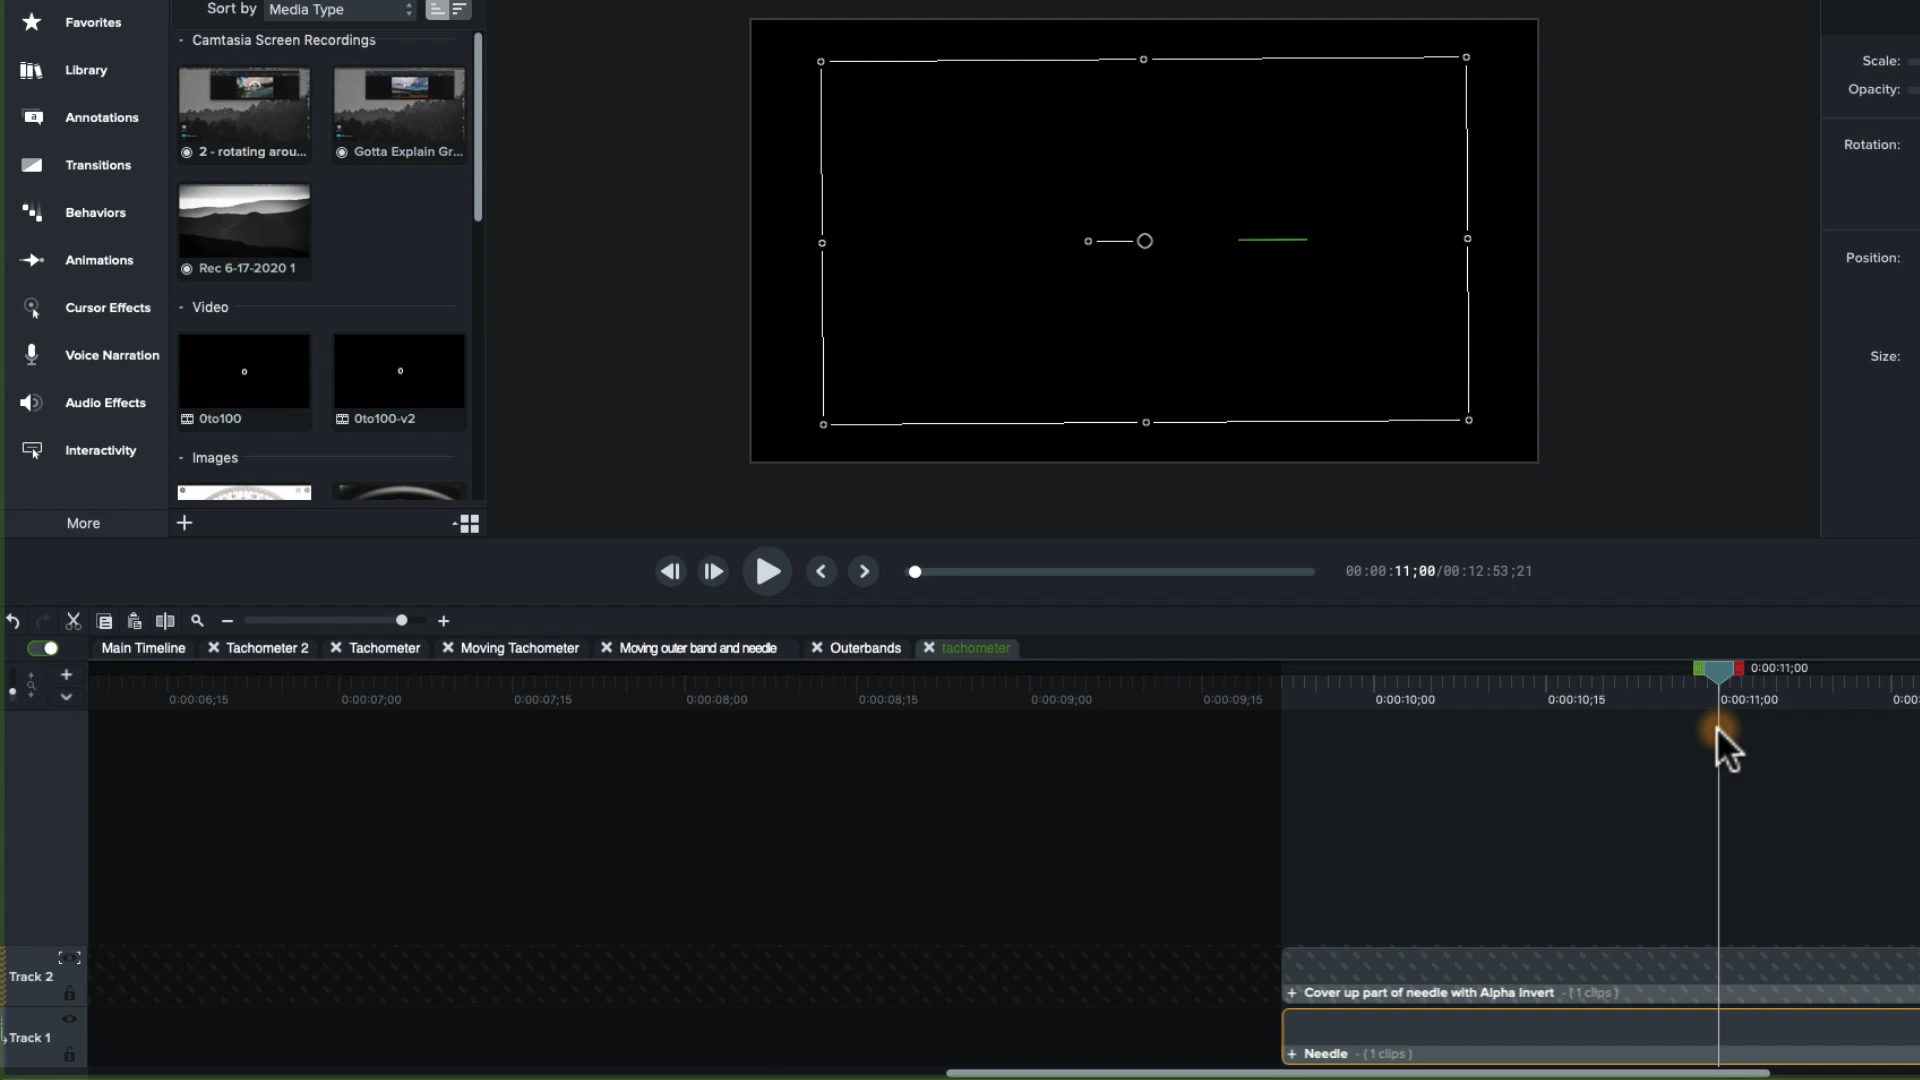 Favorites
Library
Annotations
Transitions
Behaviors
Animations
Cursor Effects
Voice Narration
Audio Effects
Interactivity
More
Sort by Media Type
- Camtasia Screen Recordings
2 - rotating arou...
Gotta Explain Gr...
Rec 6-17-2020 1
- Video
0to100
0to100-v2
- Images
Scale:
Opacity:
Rotation:
Position:
Size:
00:00:11;00/00:12:53;21
Main Timeline
Tachometer 2
Tachometer
Moving Tachometer
Moving outer band and needle
Outerbands
tachometer
0:00:11;00
0:00:06;15
0:00:07;00
0:00:07;15
0:00:08;00
0:00:08;15
0:00:09;00
0:00:09;15
0:00:10;00
0:00:10;15
0:00:11;00
0:00
Track 2
+ Cover up part of needle with Alpha Invert - (1 clips)
Track 1
+ Needle - (1 clips)